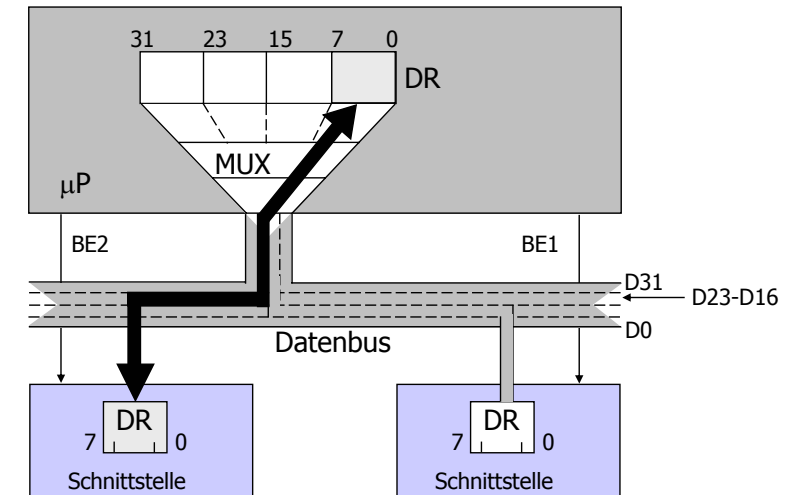 31 23 15 7 0
DR
MUX
μP
BE2 BE1
D31
D23-D16
D0
Datenbus
DR DR
7 0 7 0
Schnittstelle Schnittstelle